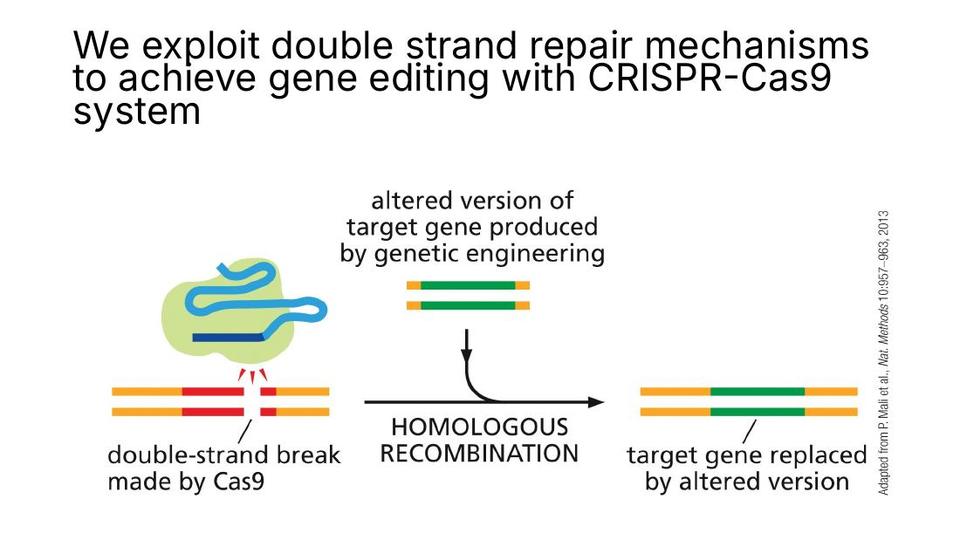 We exploit double strand repair mechanisms
to achieve gene editing with CRISPR-Cas9
system
altered version of
target gene produced
by genetic engineering
HOMOLOGOUS
RECOMBINATION
double-strand break
made by Cas9
target gene replaced
by altered version
Adapted from P. Mali et al., Nat. Methods 10:957–963, 2013